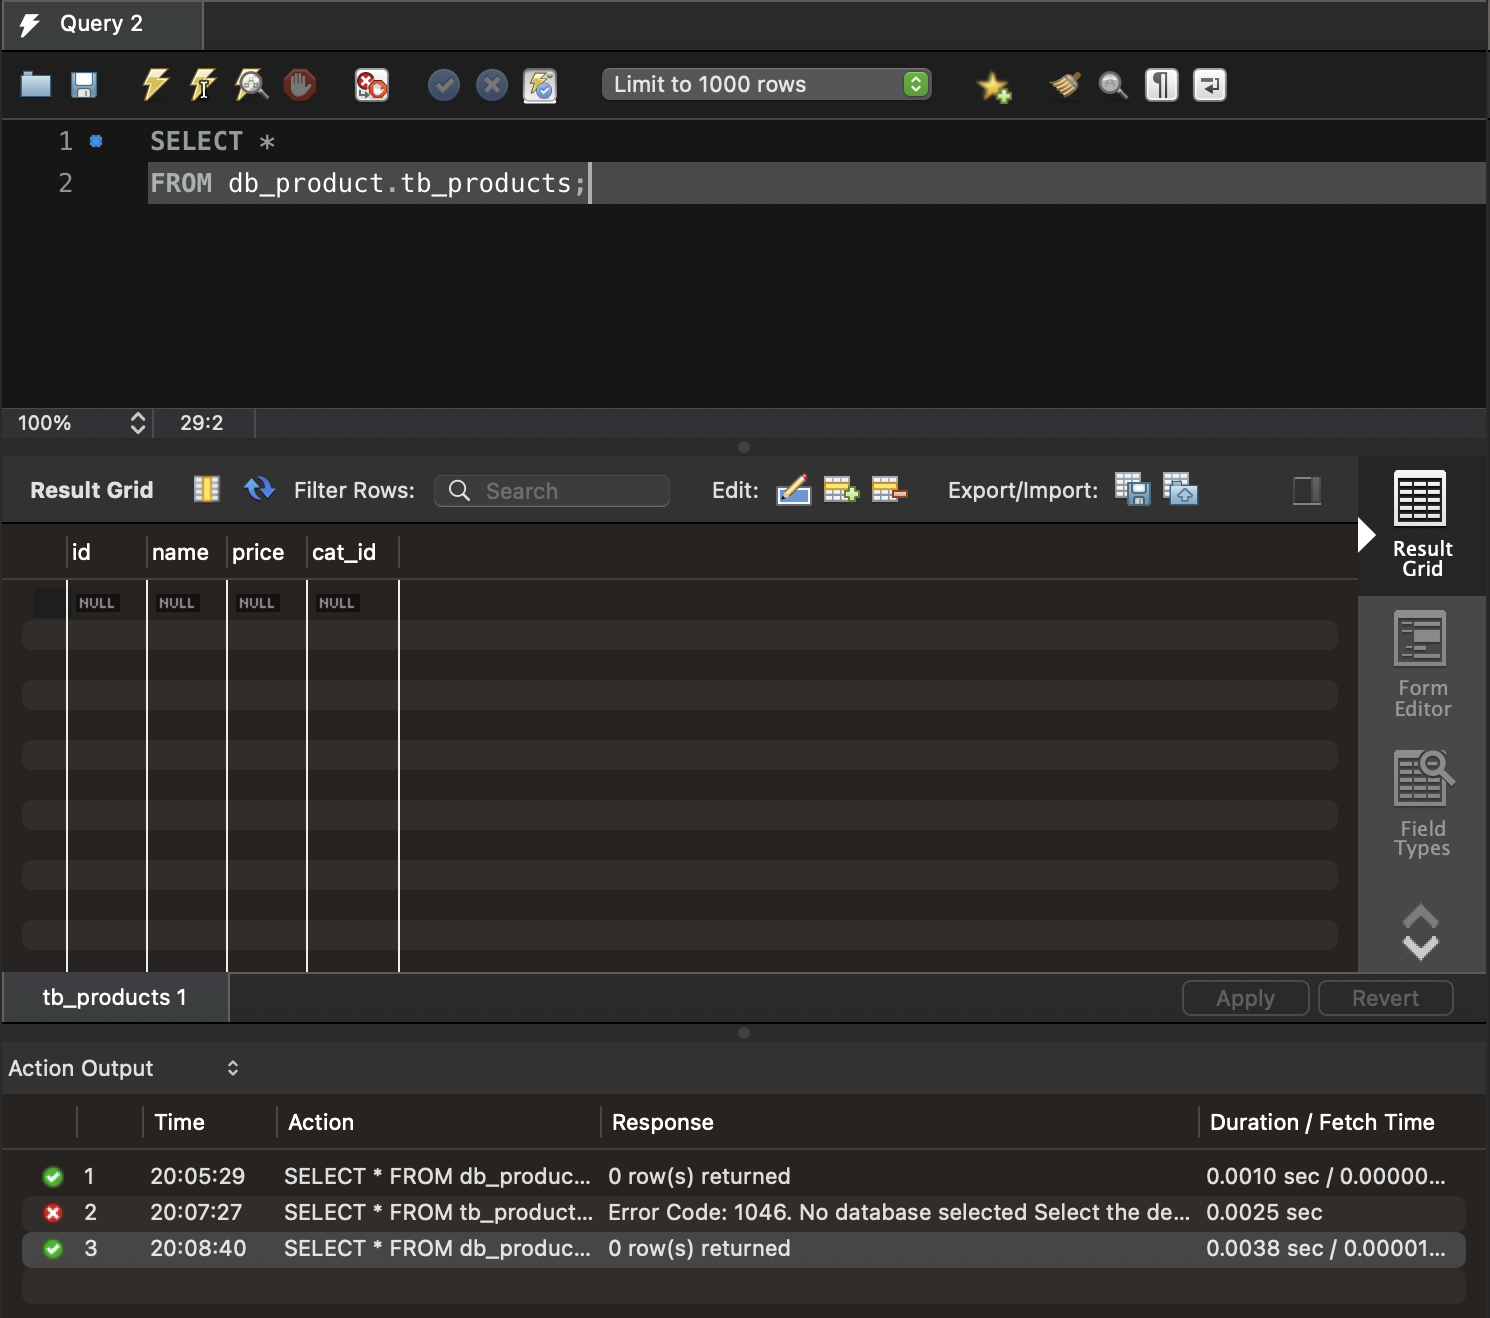 Query 2
Limit to 1000 rows
1 SELECT *
2 FROM db_product.tb_products;
100% 29:2
Result Grid Filter Rows: Search Edit: Export/Import:
id name price cat_id
NULL NULL NULL NULL
Result
Grid
Form
Editor
Field
Types
tb_products 1 Apply Revert
Action Output
Time Action Response Duration / Fetch Time
1 20:05:29 SELECT * FROM db_produc... 0 row(s) returned 0.0010 sec / 0.00000...
2 20:07:27 SELECT * FROM tb_product... Error Code: 1046. No database selected Select the de... 0.0025 sec
3 20:08:40 SELECT * FROM db_produc... 0 row(s) returned 0.0038 sec / 0.00001...